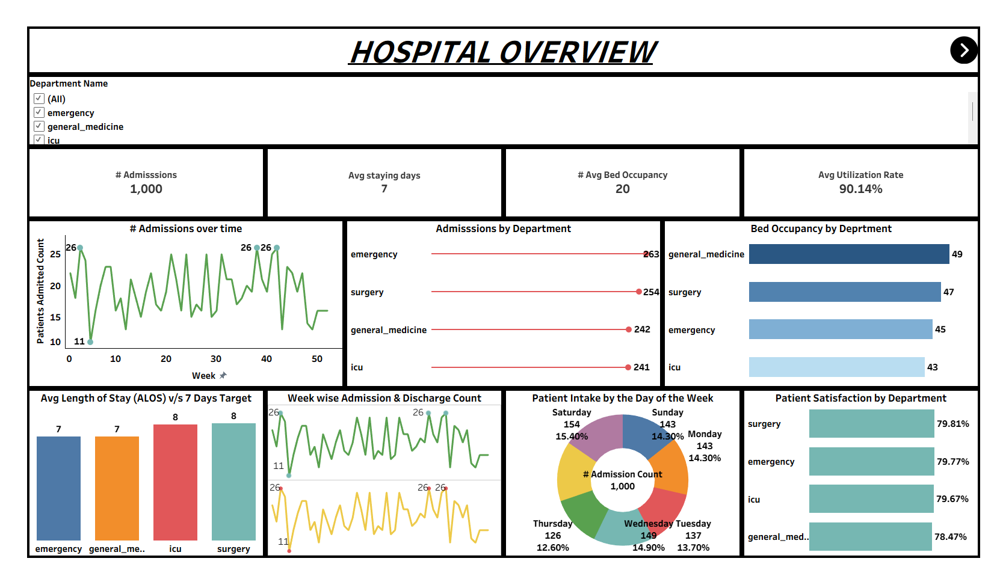 HOSPITAL OVERVIEW
Department Name
(All)
emergency
general_medicine
icu
# Admisssions
1,000
Avg staying days
7
# Avg Bed Occupancy
20
Avg Utilization Rate
90.14%
# Admissions over time
Patients Admitted Count
25
20
15
10
26
26
26
11
0 10 20 30 40 50
Week
Admisssions by Department
emergency 263
surgery 254
general_medicine 242
icu 241
Bed Occupancy by Deprtment
general_medicine 49
surgery 47
emergency 45
icu 43
Avg Length of Stay (ALOS) v/s 7 Days Target
7 7 8 8
emergency general_me.. icu surgery
Week wise Admission & Discharge Count
26 26
11
26 26 26
11
Patient Intake by the Day of the Week
Saturday
154
15.40%
Sunday
143
14.30%
Monday
143
14.30%
# Admission Count
1,000
Thursday
126
12.60%
Wednesday
149
14.90%
Tuesday
137
13.70%
Patient Satisfaction by Department
surgery 79.81%
emergency 79.77%
icu 79.67%
general_med.. 78.47%